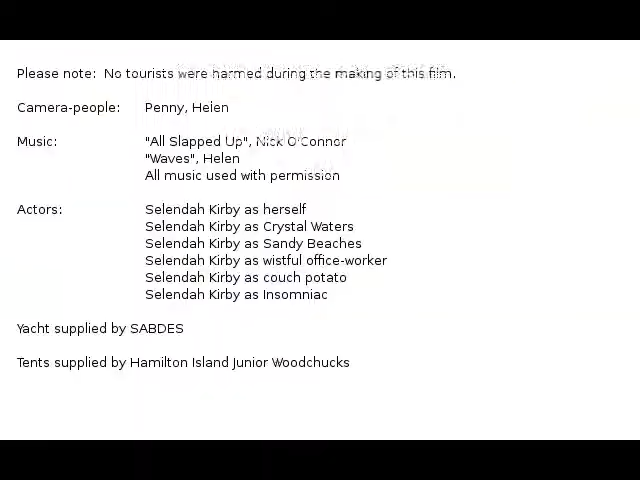 Please note: No tourists were harmed during the making of this film.
Camera-people: Penny, Helen
Music: "All Slapped Up", Nick O'Connor
"Waves", Helen
All music used with permission
Actors: Selendah Kirby as herself
Selendah Kirby as Crystal Waters
Selendah Kirby as Sandy Beaches
Selendah Kirby as wistful office-worker
Selendah Kirby as couch potato
Selendah Kirby as Insomniac
Yacht supplied by SABDES
Tents supplied by Hamilton Island Junior Woodchucks